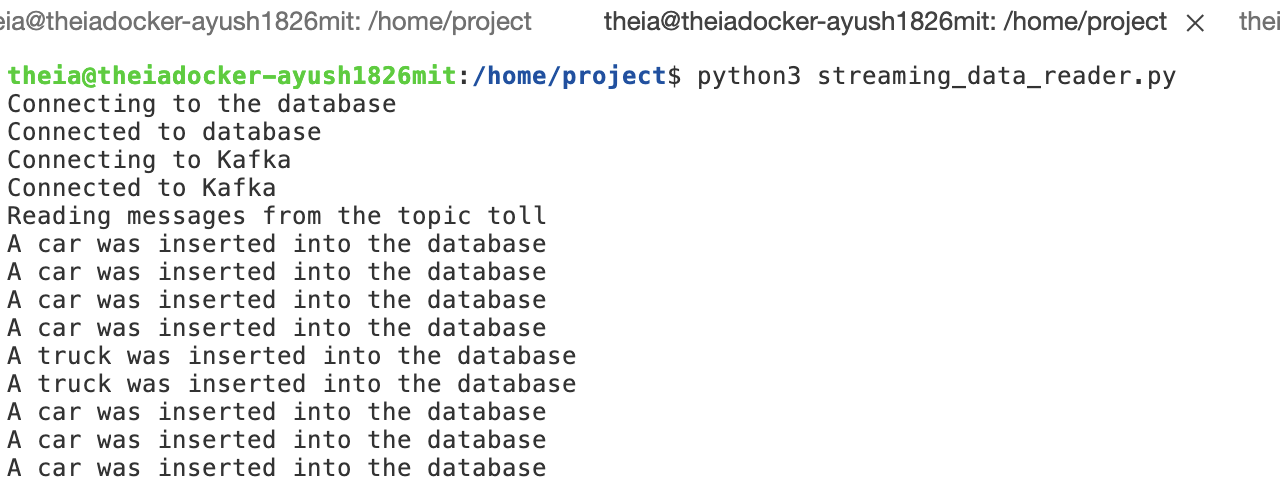 eia@theiadocker-ayush1826mit: /home/project theia@theiadocker-ayush1826mit: /home/project × thei
theia@theiadocker-ayush1826mit:/home/project$ python3 streaming_data_reader.py
Connecting to the database
Connected to database
Connecting to Kafka
Connected to Kafka
Reading messages from the topic toll
A car was inserted into the database
A car was inserted into the database
A car was inserted into the database
A car was inserted into the database
A truck was inserted into the database
A truck was inserted into the database
A car was inserted into the database
A car was inserted into the database
A car was inserted into the database